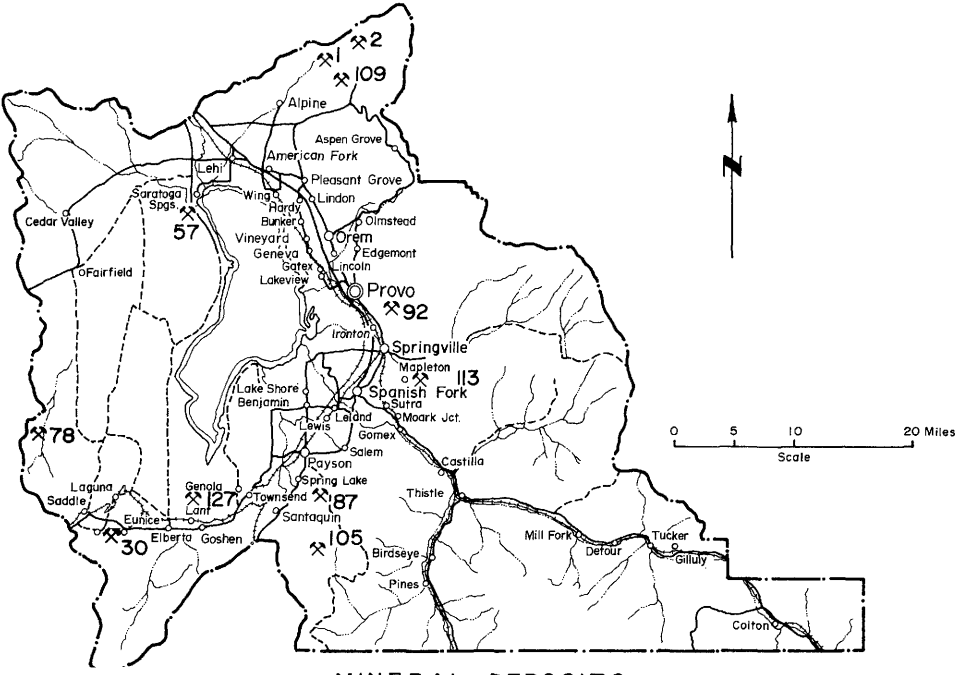 2
1
109
Alpine
Aspen Grove
American Fork
Lehi
Pleasant Grove
Saratoga
Spgs.
Wing
Lindon
Hardy
Cedar Valley
57
Bunker
Olmstead
Vineyard
Orem
Geneva
Edgemont
Gatex
Lincoln
Fairfield
Lakeview
Provo
92
Ironton
Springville
Mapleton
113
Lake Shore
Spanish Fork
Benjamin
Sutra
Leland
Moark Jct.
Lewis
78
Gomex
Salem
Payson
Castilla
Spring Lake
Laguna
Genola
Thistle
Saddle
127
Townsend
87
Lant
Santaquin
Eunice
Elberta
Goshen
30
105
Mill Fork
Tucker
Detour
Birdseye
Gilluly
Pines
Colton
N
0 5 10 20 Miles
Scale